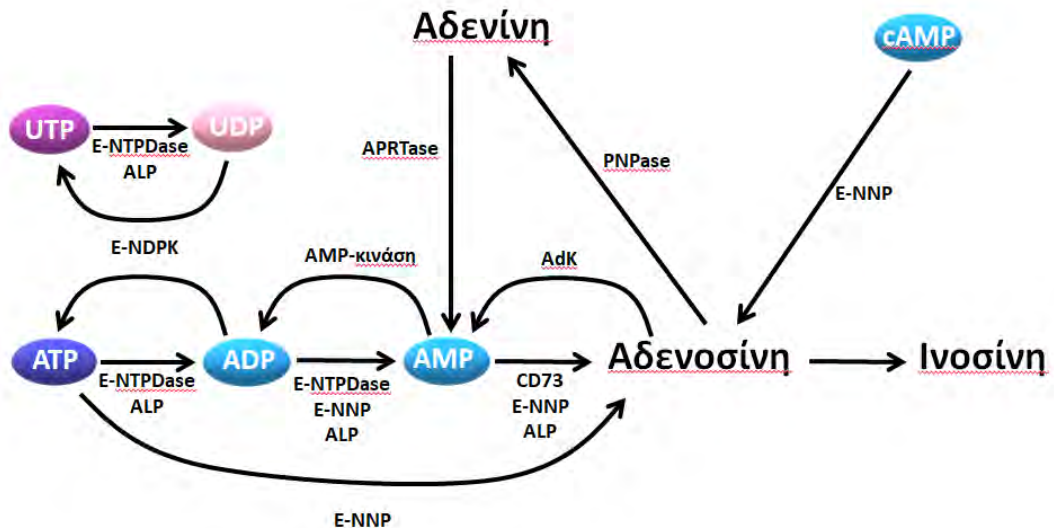 Αδενίνη
cAMP
UTP
UDP
E-NTPDase
ALP
APRTase
PNPase
E-NNP
E-NDPK
AMP-κινάση
AdK
ATP
ADP
AMP
Αδενοσίνη
Ινοσίνη
E-NTPDase
ALP
E-NTPDase
E-NNP
ALP
CD73
E-NNP
ALP
E-NNP